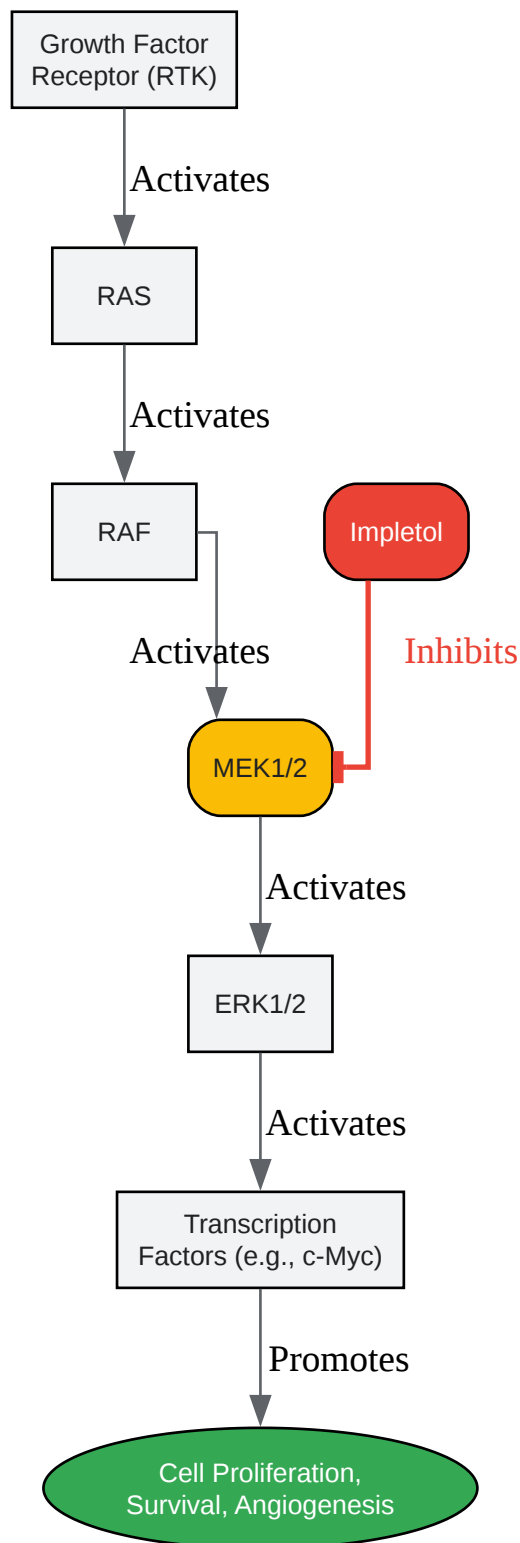 Growth Factor
Receptor (RTK)
Activates
RAS
Activates
RAF
Impletol
Activates
Inhibits
MEK1/2
Activates
ERK1/2
Activates
Transcription
Factors (e.g., c-Myc)
Promotes
Cell Proliferation,
Survival, Angiogenesis